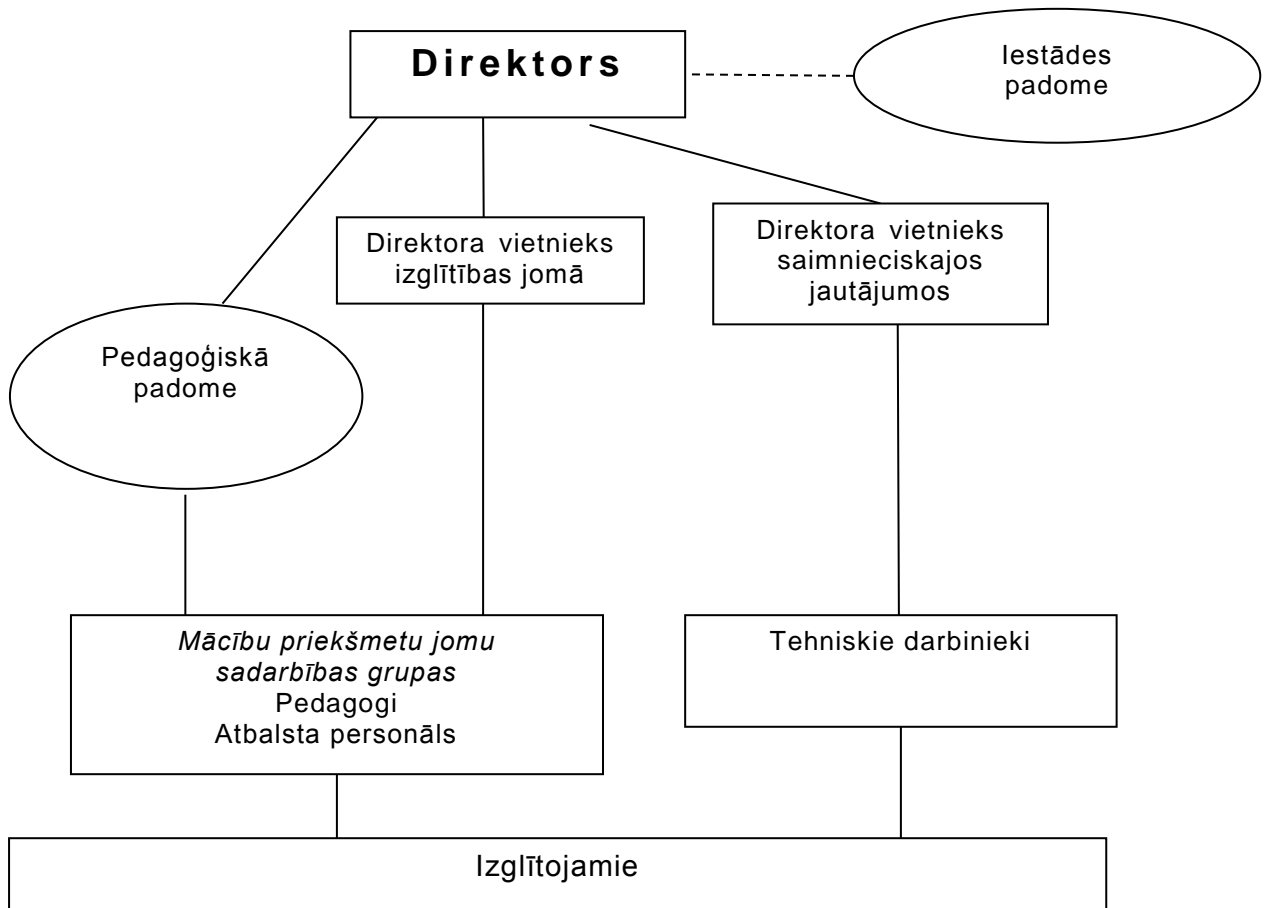 Direktors
Iestādes
padome
Direktora vietnieks
izglītības jomā
Direktora vietnieks
saimnieciskajos
jautājumos
Pedagoģiskā
padome
Mācību priekšmetu jomu
sadarbības grupas
Pedagogi
Atbalsta personāls
Tehniskie darbinieki
Izglītojamie